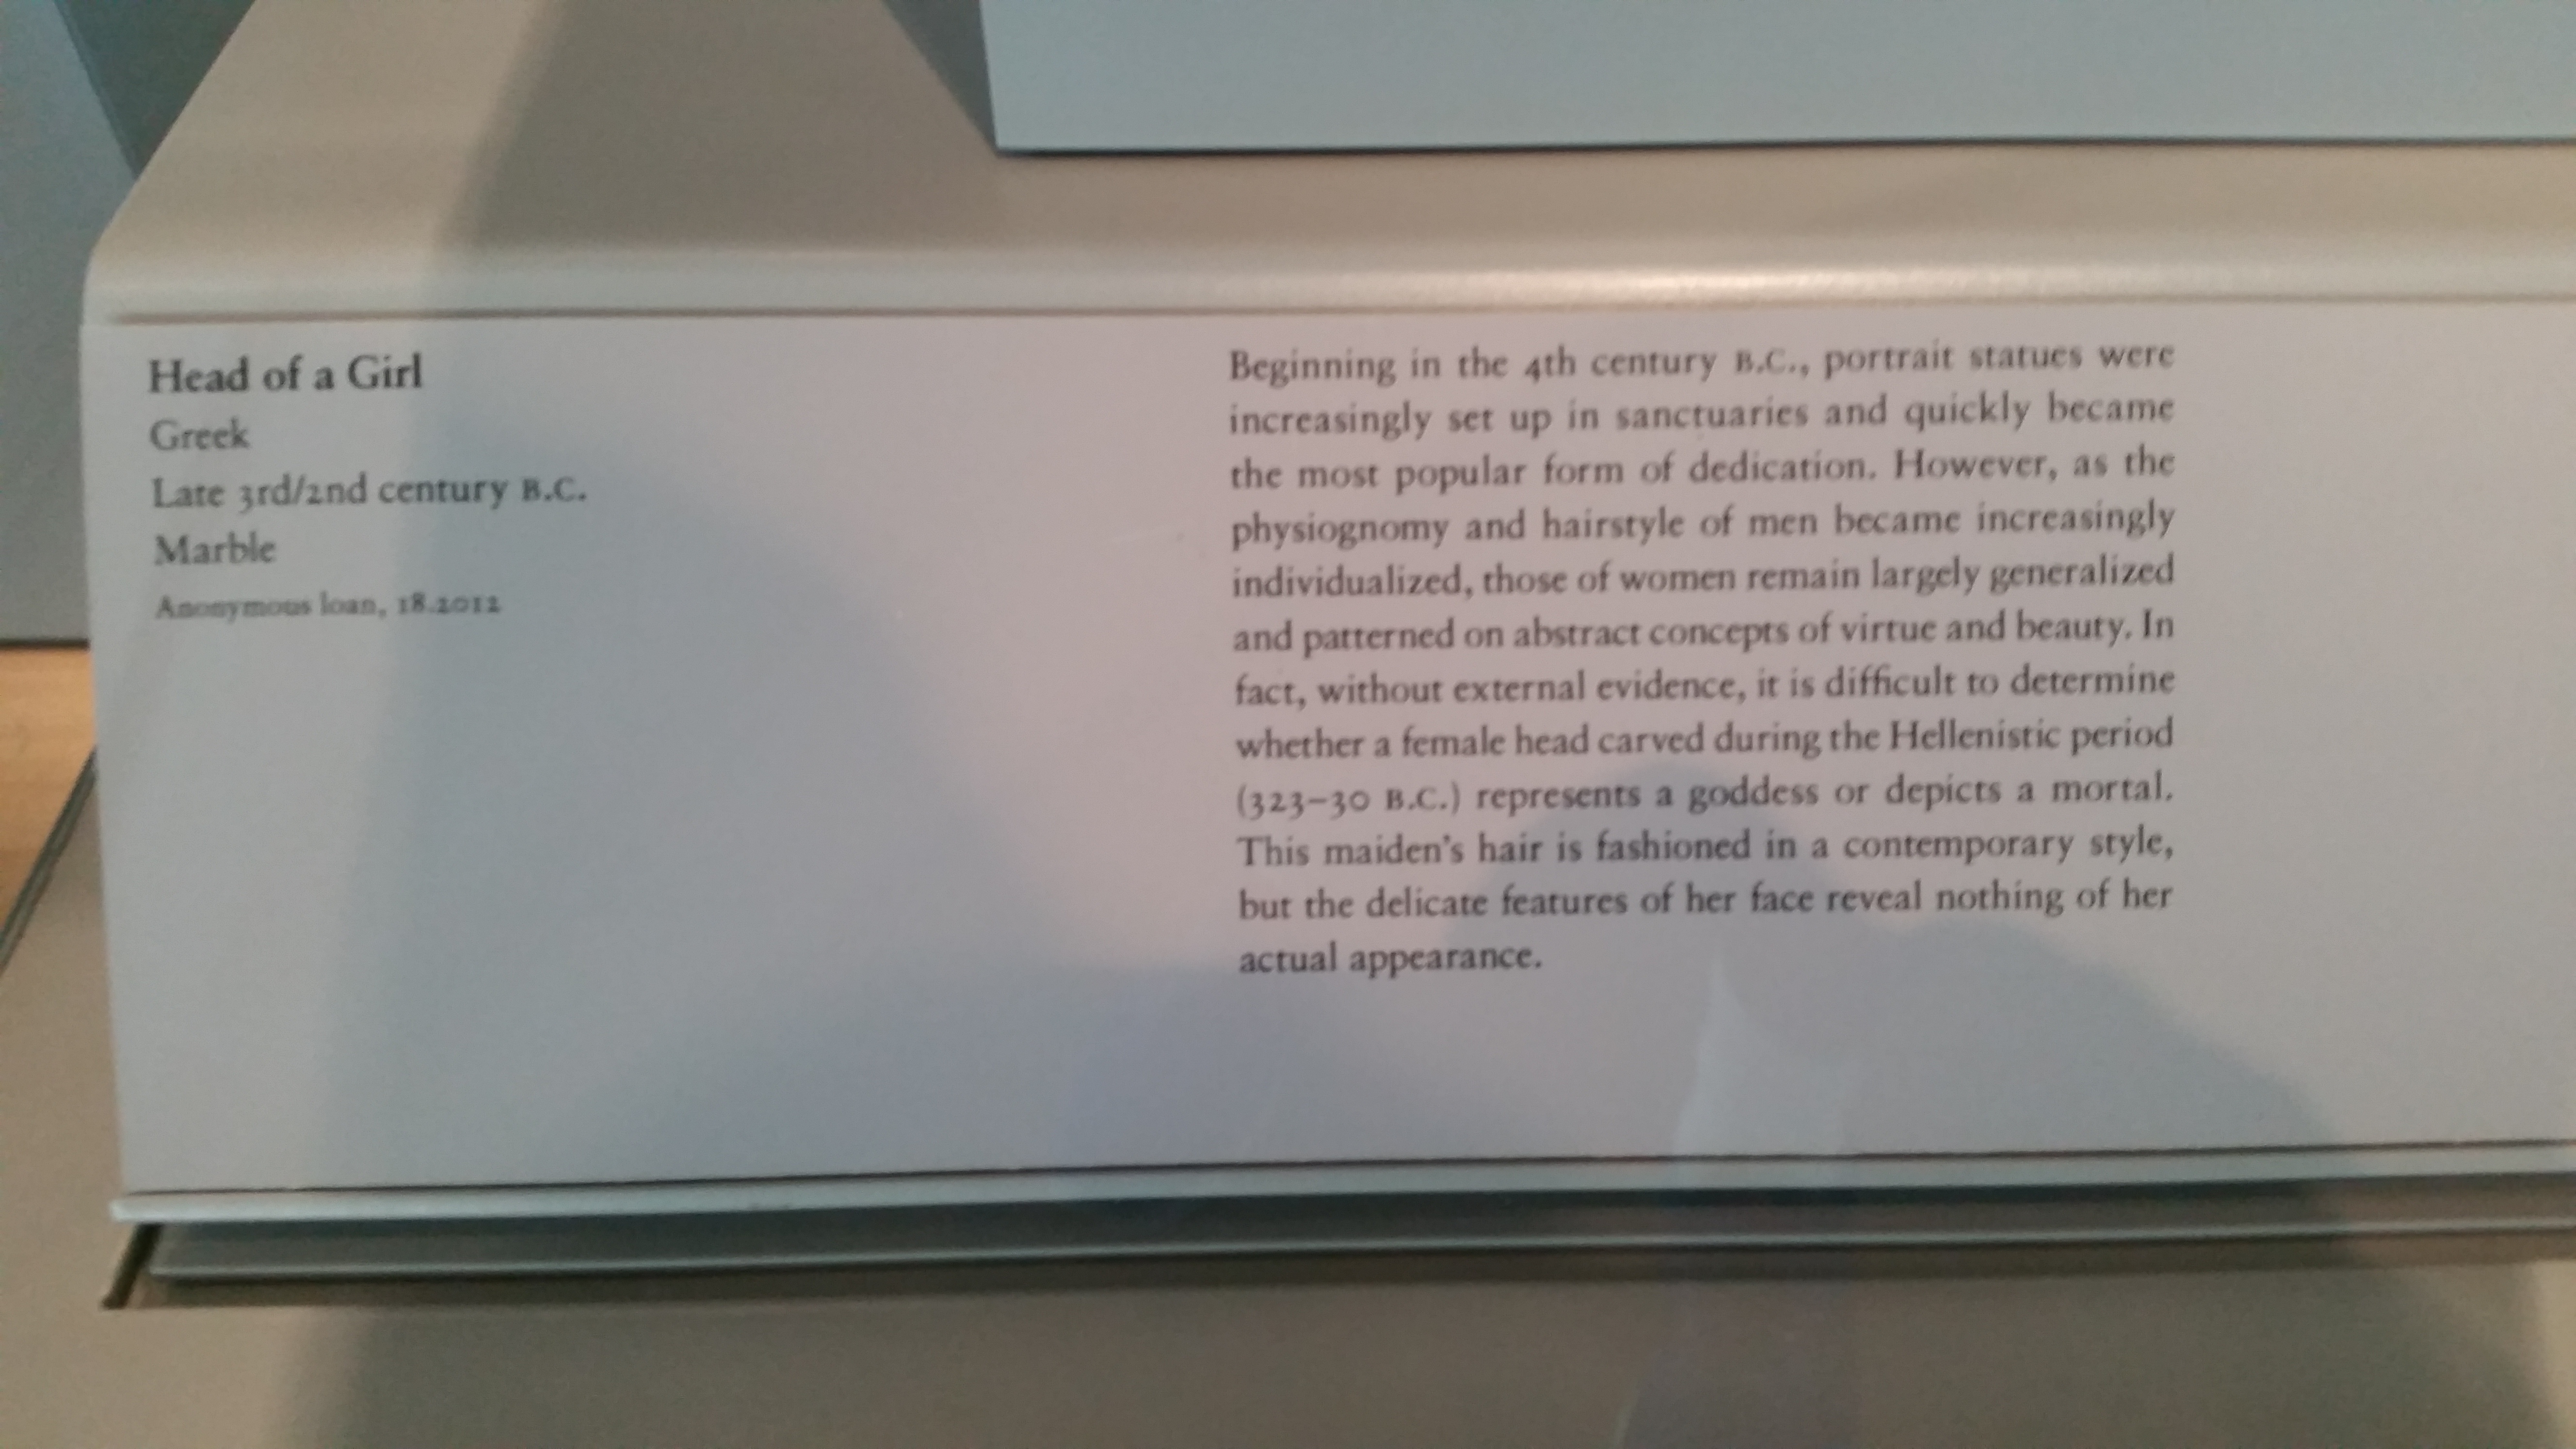 Head of a Girl
Greek
Late 3rd/2nd century B.C.
Marble
Anonymous loan, 18.2012
Beginning in the 4th century B.C., portrait statues were
increasingly set up in sanctuaries and quickly became
the most popular form of dedication. However, as the
physiognomy and hairstyle of men became increasingly
individualized, those of women remain largely generalized
and patterned on abstract concepts of virtue and beauty. In
fact, without external evidence, it is difficult to determine
whether a female head carved during the Hellenistic period
(323–30 B.C.) represents a goddess or depicts a mortal.
This maiden's hair is fashioned in a contemporary style,
but the delicate features of her face reveal nothing of her
actual appearance.